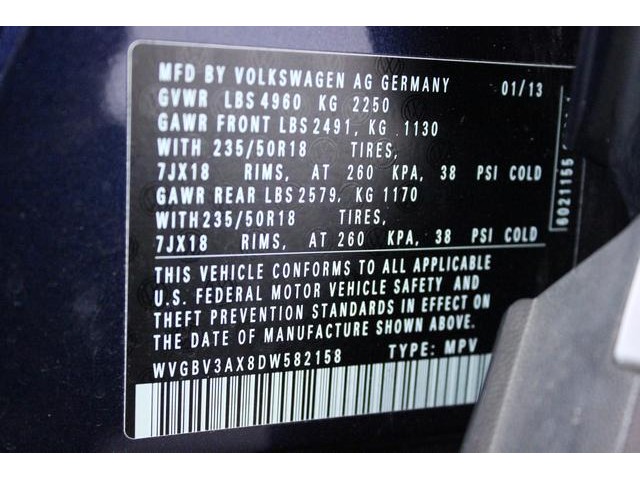 MFD BY VOLKSWAGEN AG GERMANY 01/13
GVWR LBS 4960 KG 2250
GAWR FRONT LBS 2491, KG 1130
WITH 235/50R18 TIRES,
7JX18 RIMS, AT 260 KPA, 38 PSI COLD
GAWR REAR LBS 2579, KG 1170
WITH 235/50R18 TIRES,
7JX18 RIMS, AT 260 KPA, 38 PSI COLD
THIS VEHICLE CONFORMS TO ALL APPLICABLE
U.S. FEDERAL MOTOR VEHICLE SAFETY AND
THEFT PREVENTION STANDARDS IN EFFECT ON
THE DATE OF MANUFACTURE SHOWN ABOVE.
WVGBV3AX8DW582158 TYPE: MPV
6021155